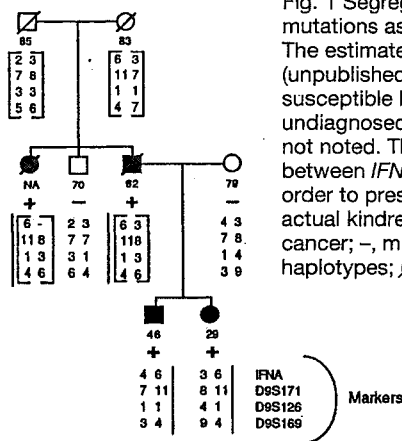 Fig. 1 Segreg
mutations as
The estimate
(unpublished
susceptible l
undiagnosed
not noted. Th
between IFNA
order to pres
actual kindre
cancer; –, m
haplotypes;
85 83
2 3 6 3
7 8 11 7
3 3 1 1
5 6 4 7
NA 70 62 79
+ – + –
6 - 2 3 6 3 4 3
11 8 7 7 11 8 7 8
1 3 3 1 1 3 1 4
4 6 6 4 4 6 3 9
46 29
+ +
4 6 3 6 IFNA
7 11 8 11 D9S171
1 1 4 1 D9S126
3 4 9 4 D9S169
Markers